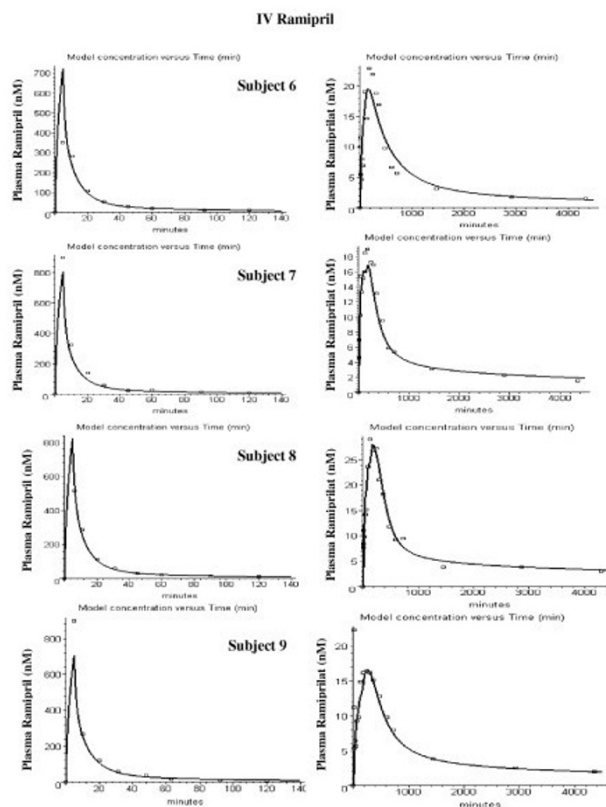 IV Ramipril
Model concentration versus Time (min)
Plasma Ramipril (nM)
Subject 6
700
600
500
400
300
200
100
0
0 20 40 60 80 100 120 140
minutes
Model concentration versus Time (min)
Plasma Ramiprilat (nM)
20
15
10
5
0
1000 2000 3000 4000
minutes
Model concentration versus Time (min)
Plasma Ramipril (nM)
Subject 7
800
600
400
200
0
0 20 40 60 80 100 120 140
minutes
Model concentration versus Time (min)
Plasma Ramiprilat (nM)
18
16
14
12
10
8
6
4
2
0
0 1000 2000 3000 4000
minutes
Model concentration versus Time (min)
Plasma Ramipril (nM)
Subject 8
800
600
400
200
0
0 20 40 60 80 100 120 140
minutes
Model concentration versus Time (min)
Plasma Ramiprilat (nM)
25
20
15
10
5
0
0 1000 2000 3000 4000
minutes
Model concentration versus Time (min)
Plasma Ramipril (nM)
Subject 9
800
600
400
200
0
0 20 40 60 80 100 120 140
minutes
Model concentration versus Time (min)
Plasma Ramiprilat (nM)
20
15
10
5
0
0 1000 2000 3000 4000
minutes